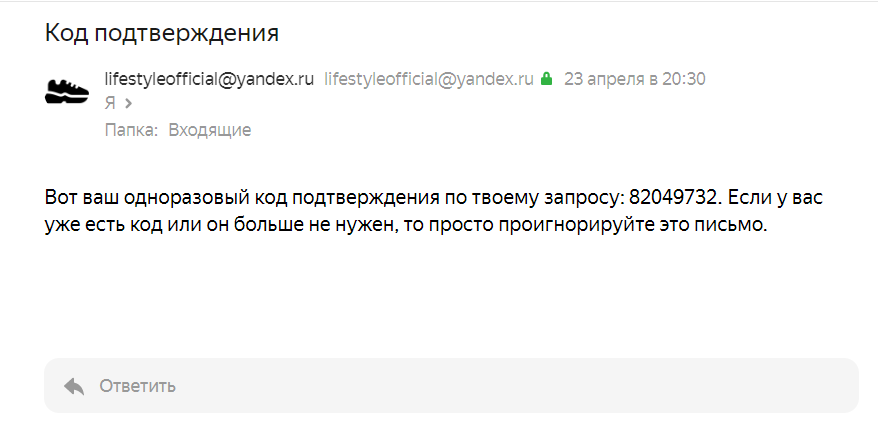 Код подтверждения
lifestyleofficial@yandex.ru lifestyleofficial@yandex.ru 23 апреля в 20:30
Я >
Папка: Входящие
Вот ваш одноразовый код подтверждения по твоему запросу: 82049732. Если у вас
уже есть код или он больше не нужен, то просто проигнорируйте это письмо.
Ответить